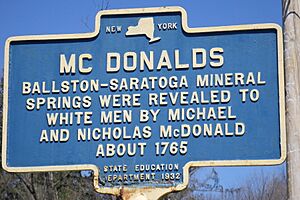 NEW YORK
MC DONALDS
BALLSTON-SARATOGA MINERAL
SPRINGS WERE REVEALED TO
WHITE MEN BY MICHAEL
AND NICHOLAS McDONALD
ABOUT 1765
STATE EDUCATION
DEPARTMENT 1932